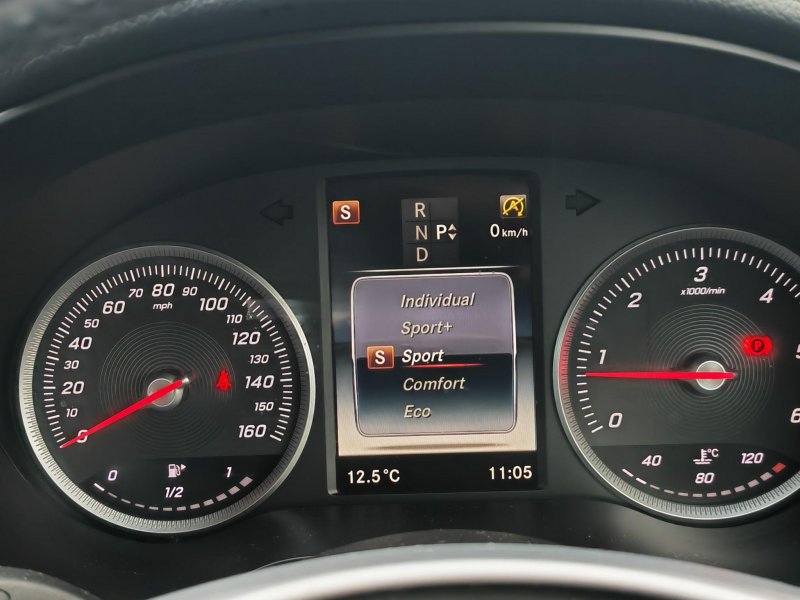 S
R
N P
D
0 km/h
Individual
Sport+
S Sport
Comfort
Eco
12.5°C
11:05
0
10
20
30
40
50
60
70
80
90
100
110
120
130
140
150
160
mph
0
1/2
1
0
1
2
3
4
5
6
x1000/min
P
40
80
120
°C